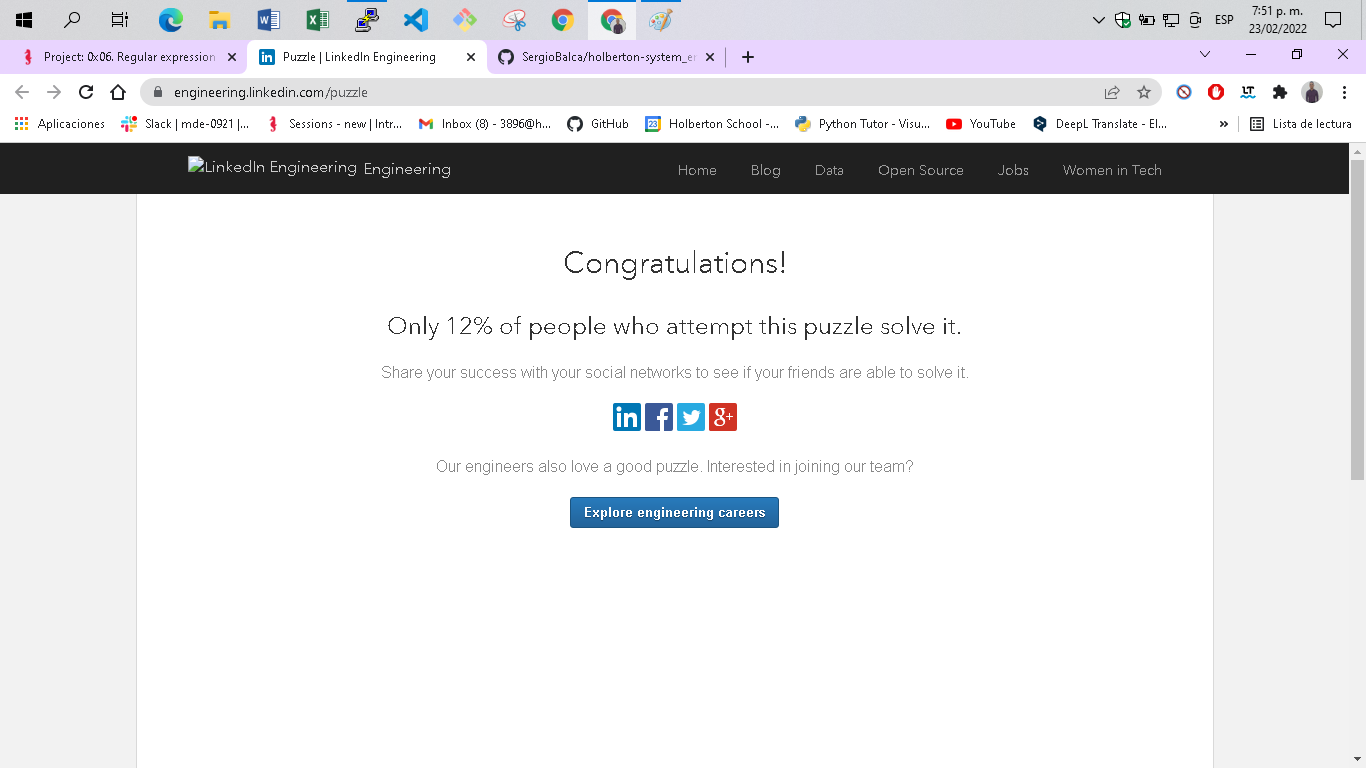 ESP
7:51 p. m.
23/02/2022
Project: 0x06. Regular expression
Puzzle | LinkedIn Engineering
SergioBalca/holberton-system_er
engineering.linkedin.com/puzzle
LT
Aplicaciones
Slack | mde-0921 |...
Sessions - new | Intr...
Inbox (8) - 3896@h...
GitHub
23
Holberton School -...
Python Tutor - Visu...
YouTube
DeepL Translate - El...
»
Lista de lectura
LinkedIn Engineering Engineering
Home
Blog
Data
Open Source
Jobs
Women in Tech
Congratulations!
Only 12% of people who attempt this puzzle solve it.
Share your success with your social networks to see if your friends are able to solve it.
in f g+
Our engineers also love a good puzzle. Interested in joining our team?
Explore engineering careers